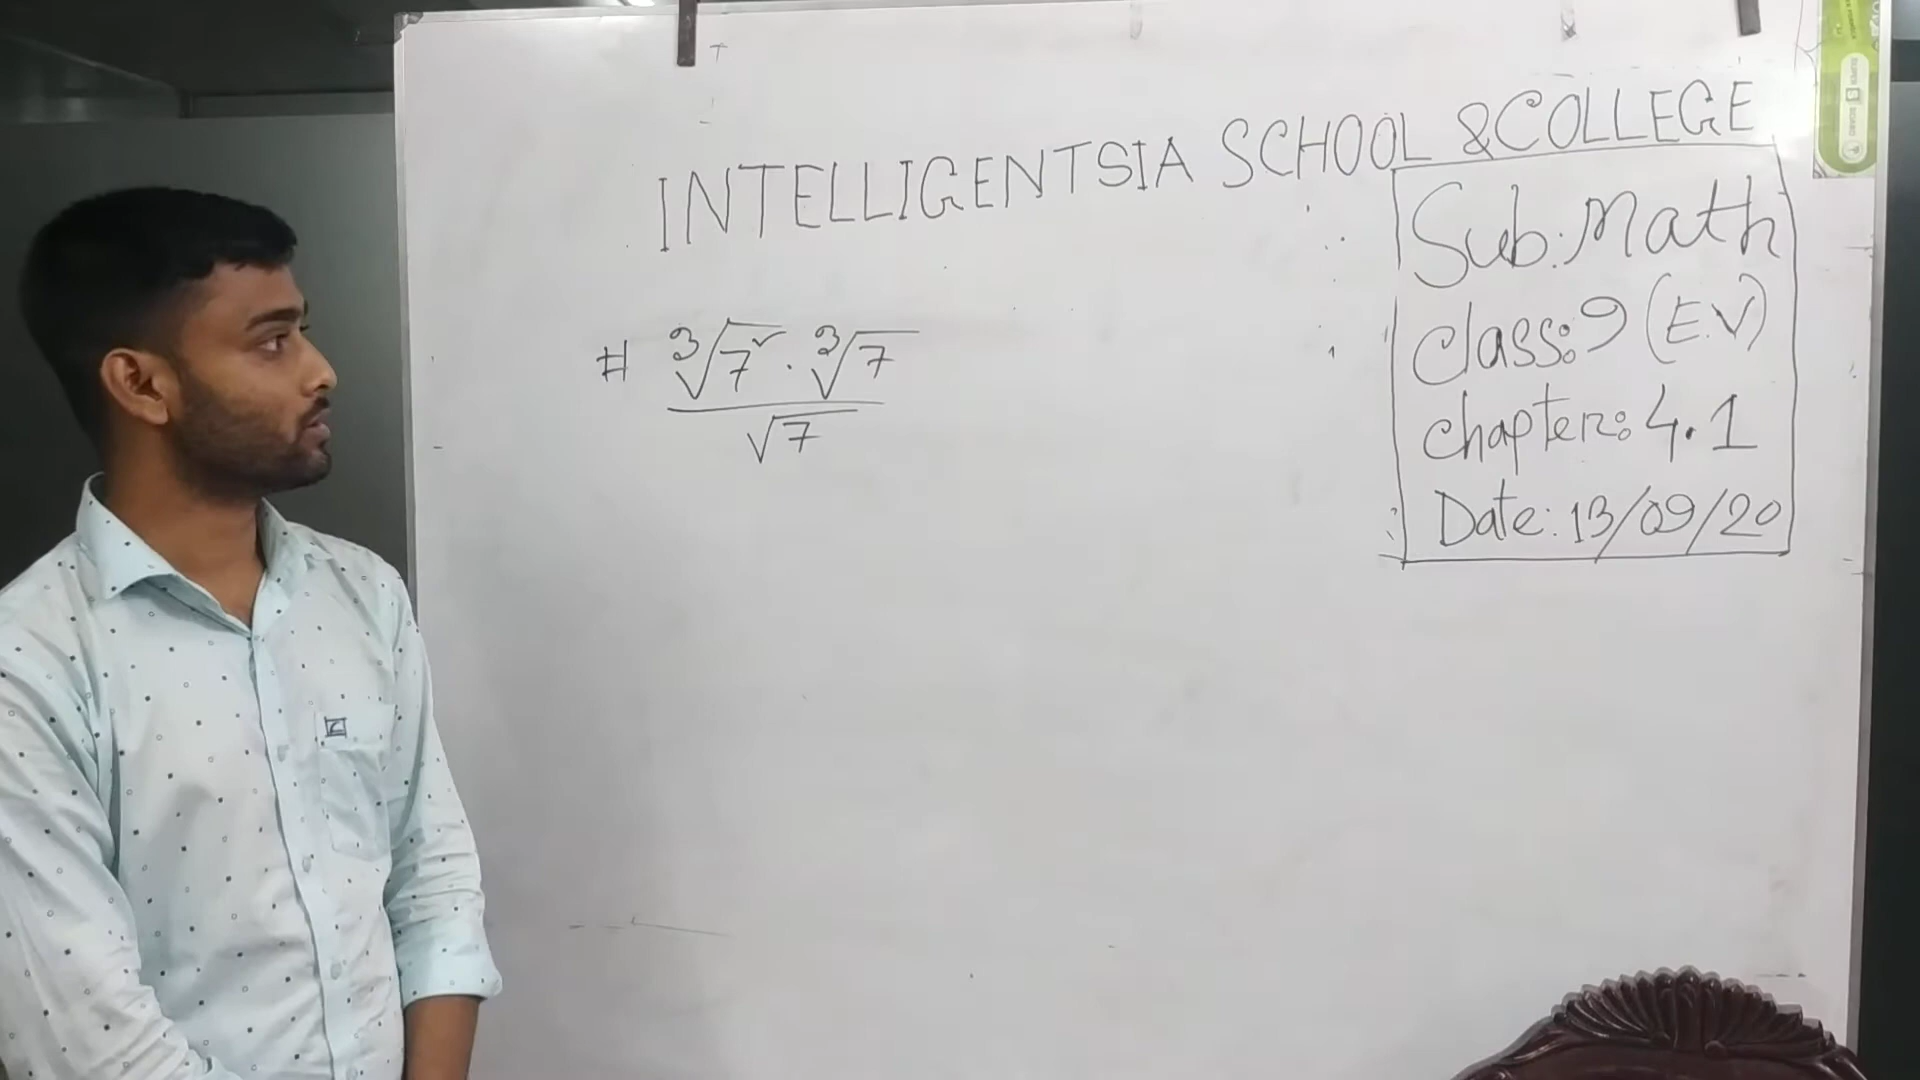 INTELLIGENTSIA SCHOOL & COLLEGE
Sub: Math
Class: 9 (E.V)
Chapter: 4.1
Date: 13/09/20
# (∛7² · ∛7) / √7